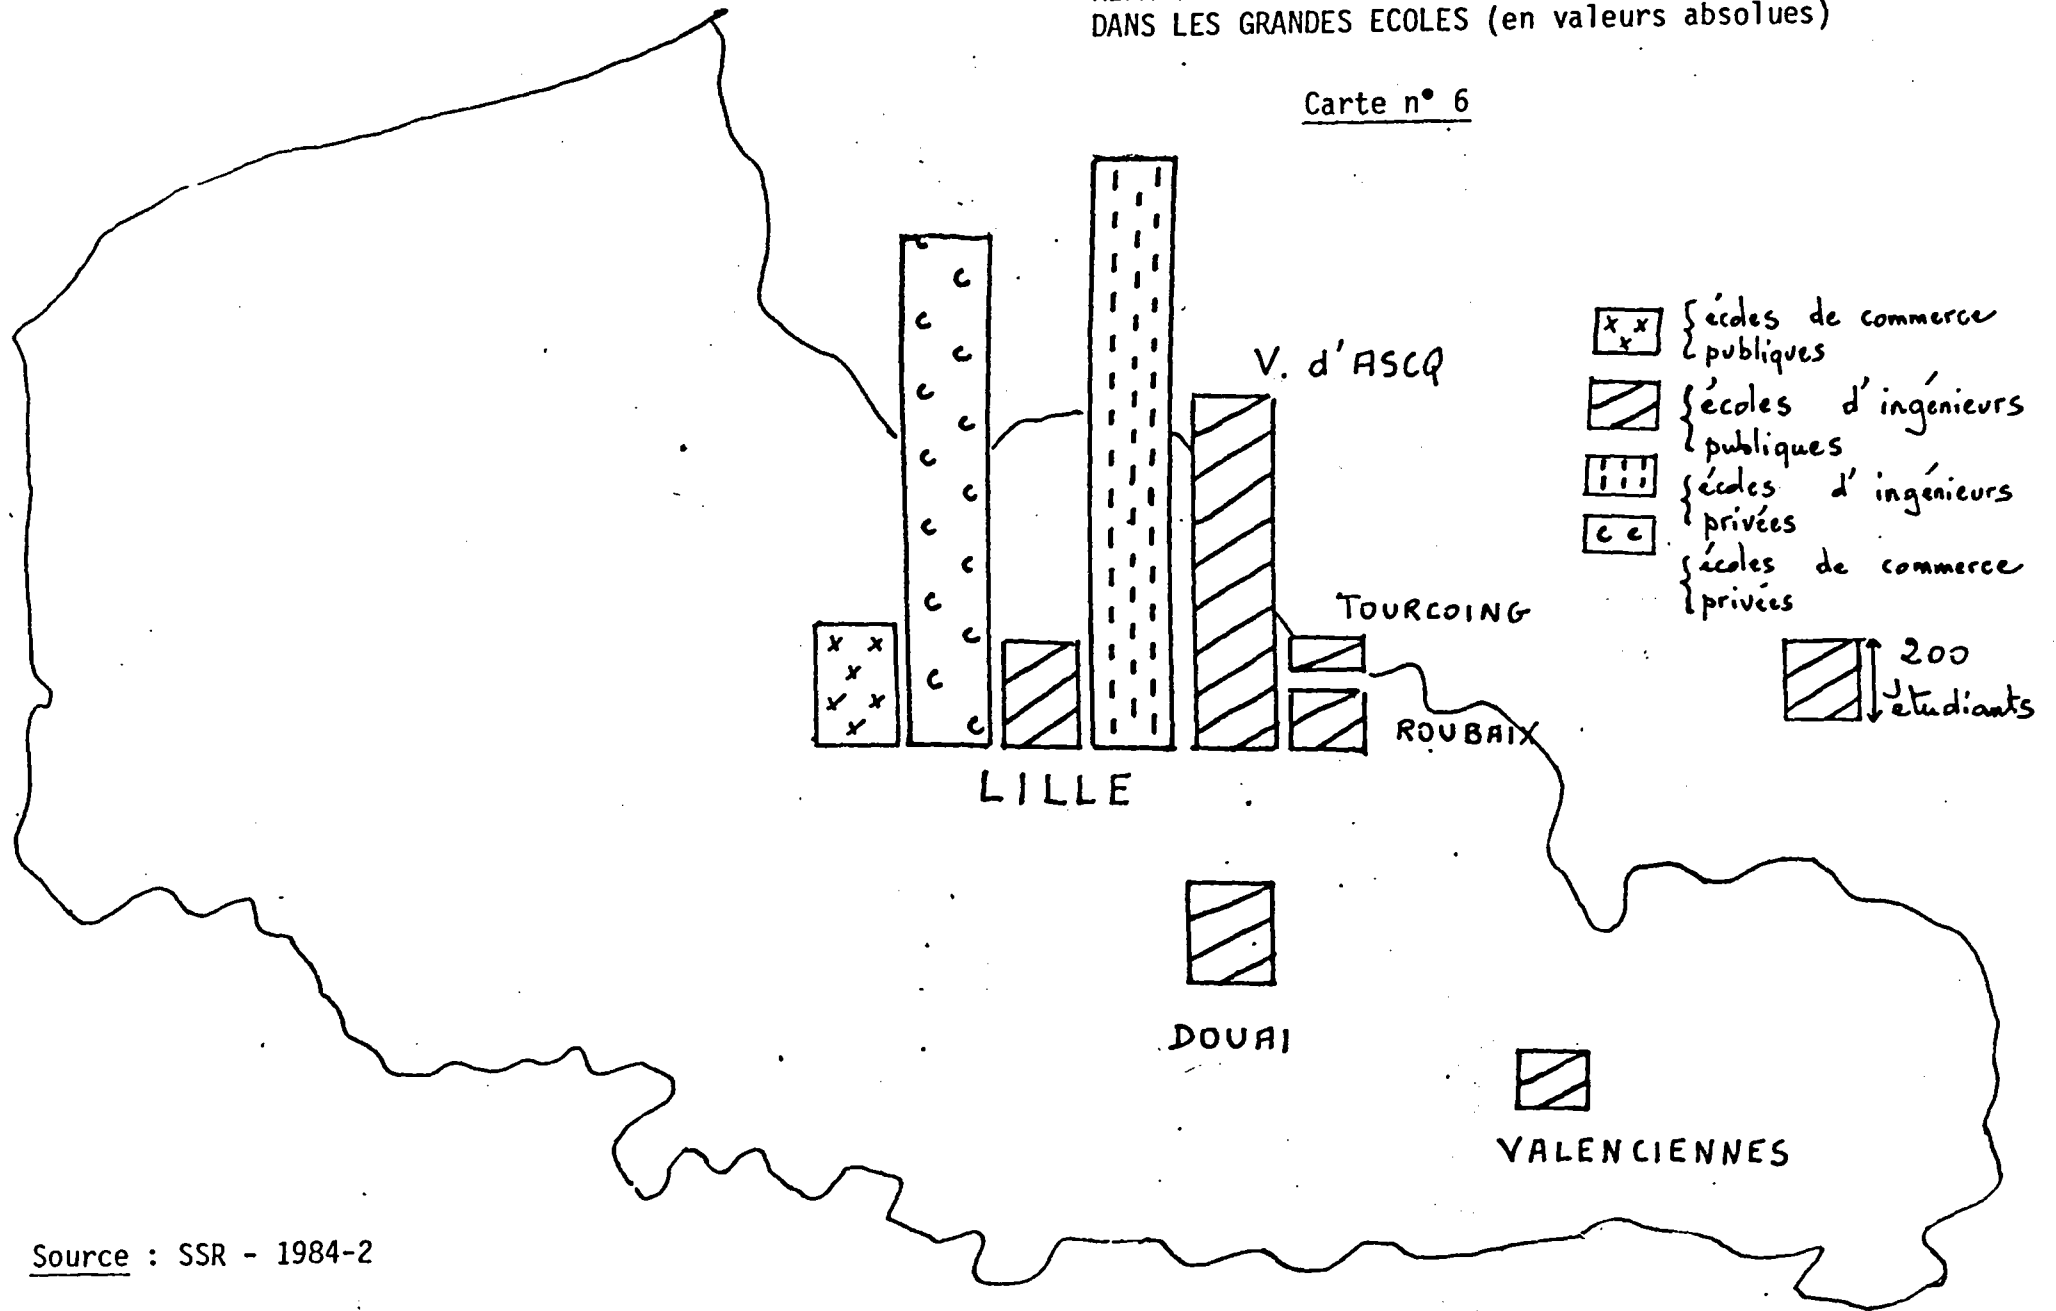 DANS LES GRANDES ECOLES (en valeurs absolues)
Carte n° 6
V. d'ASCQ
écoles de commerce
publiques
écoles d'ingénieurs
publiques
écoles d'ingénieurs
privées
écoles de commerce
privées
TOURCOING
200
étudiants
ROUBAIX
LILLE
DOUAI
VALENCIENNES
Source : SSR - 1984-2